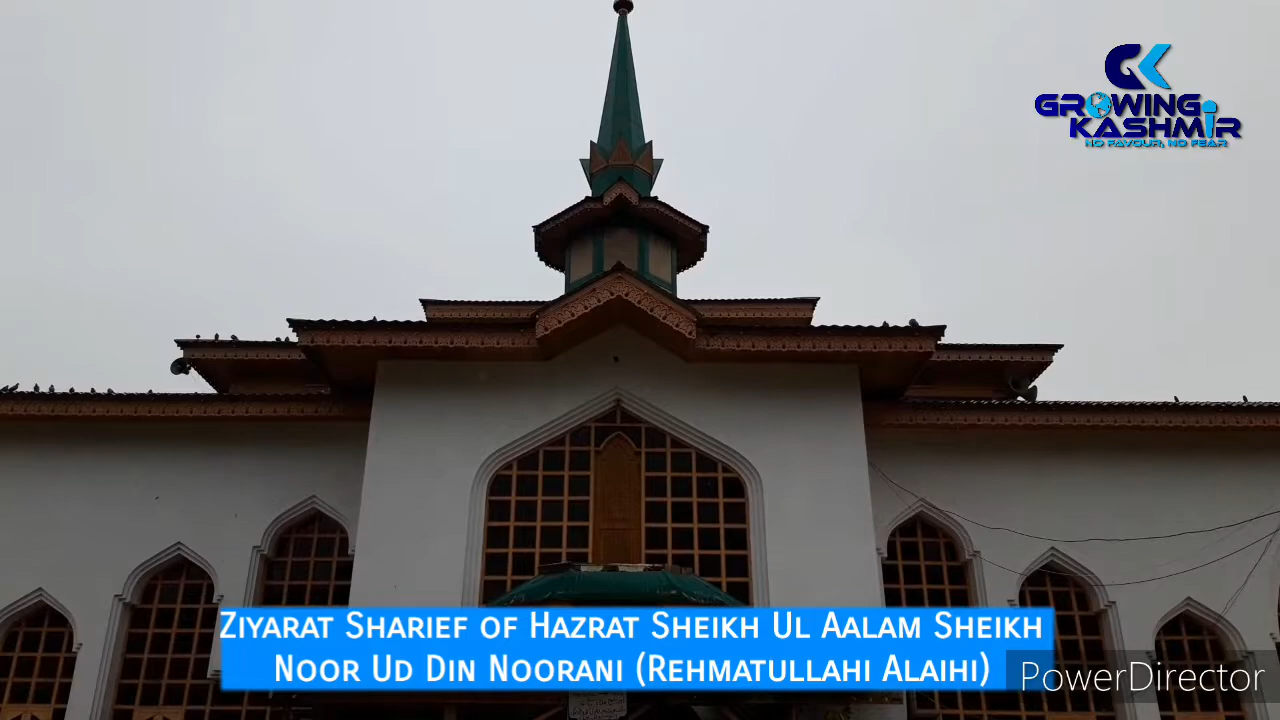 GK
GROWING
KASHMIR
NO FAVOUR, NO FEAR
Ziyarat Sharief of Hazrat Sheikh Ul Aalam Sheikh
Noor Ud Din Noorani (Rehmatullahi Alaihi)
PowerDirector